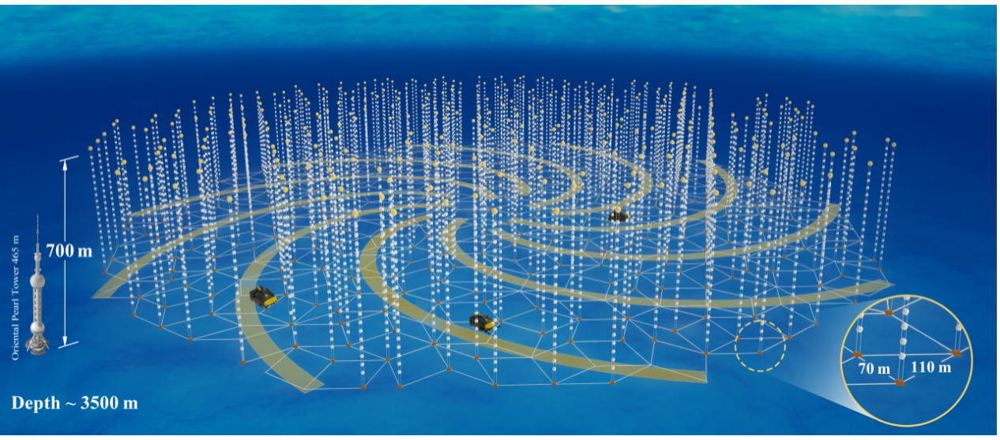 Oriental Pearl Tower 465 m
700 m
70 m
110 m
Depth ~ 3500 m